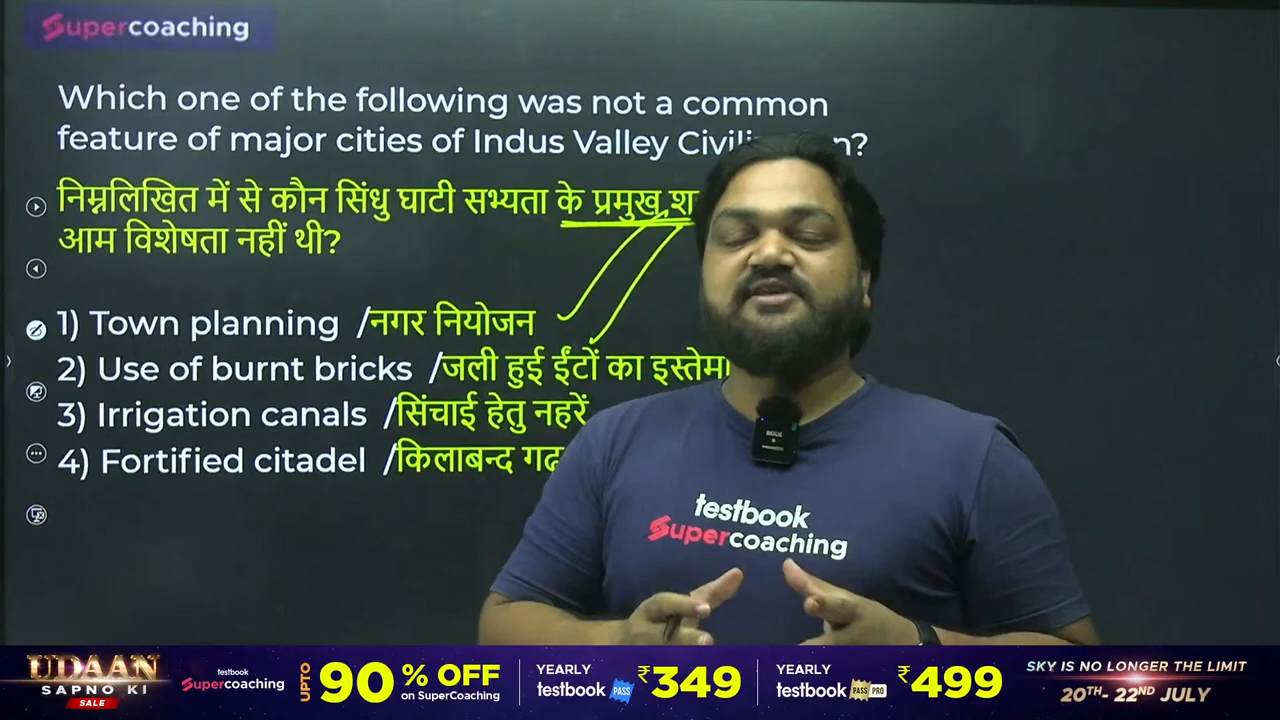 Supercoaching
Which one of the following was not a common
feature of major cities of Indus Valley
निम्नलिखित में से कौन सिंधु घाटी सभ्यता के प्रमुख
आम विशेषता नहीं थी?
1) Town planning /नगर नियोजन
2) Use of burnt bricks /जली हुई ईंटों का
3) Irrigation canals /सिंचाई हेतु नहरें
4) Fortified citadel /किलाबन्द
testbook
Supercoaching
UDAAN
SAPNO KI
SALE
testbook
Supercoaching
UPTO 90% OFF
on SuperCoaching
YEARLY
testbook PASS ₹349
YEARLY
testbook PASS PRO ₹499
SKY IS NO LONGER THE LIMIT
20TH- 22ND JULY